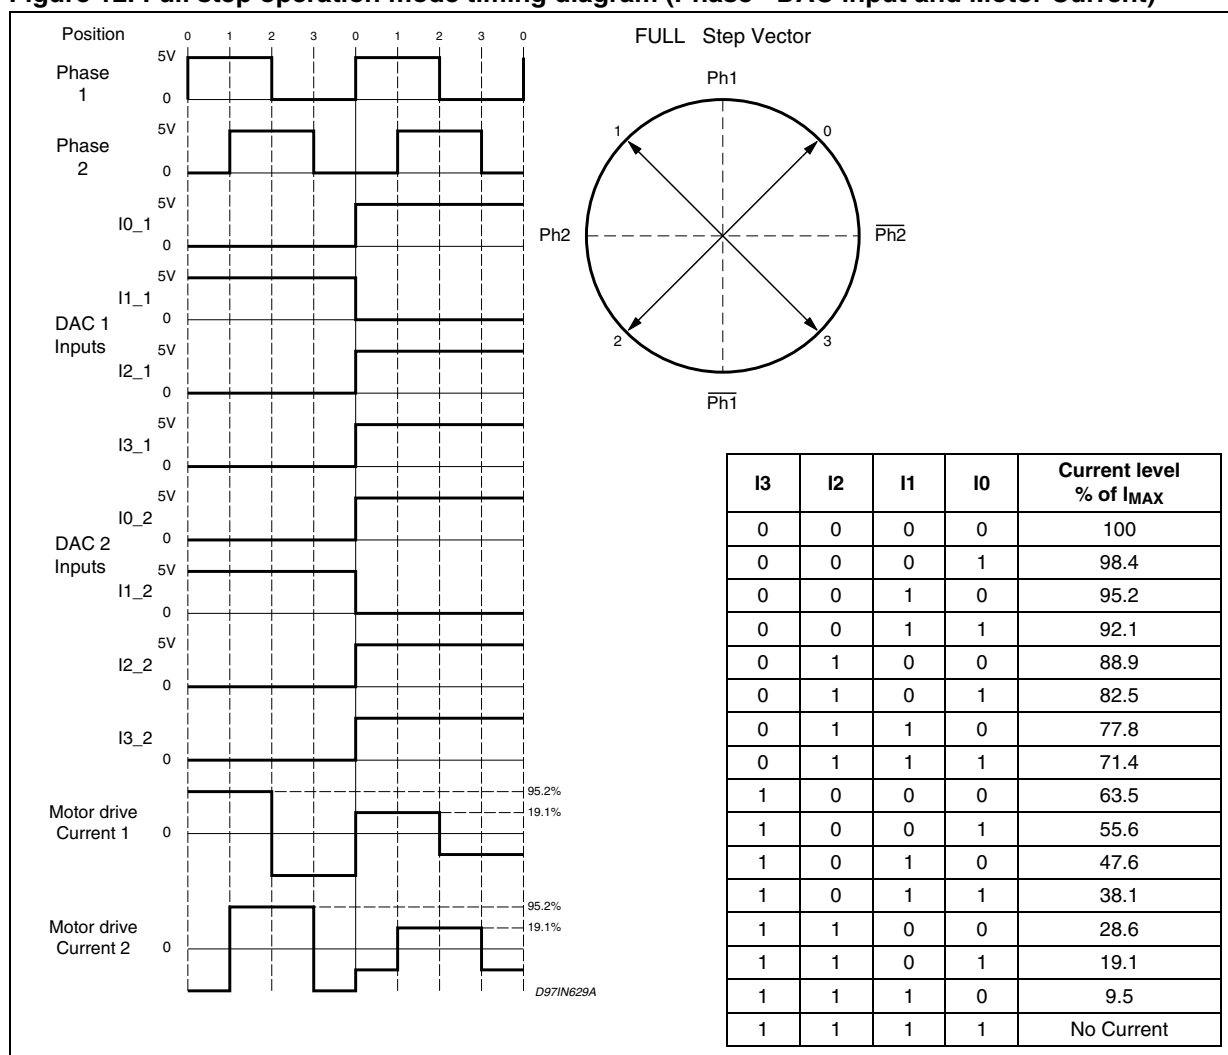 Figure 12. Full step operation mode timing diagram (Phase - DAC input and Motor Current)
Position 0 1 2 3 0 1 2 3 0
Phase
1
5V
0
Phase
2
5V
0
I0_1
5V
0
DAC 1
Inputs
I1_1
5V
0
I2_1
5V
0
I3_1
5V
0
DAC 2
Inputs
I0_2
5V
0
I1_2
5V
0
I2_2
5V
0
I3_2
0
Motor drive
Current 1
0
95.2%
19.1%
Motor drive
Current 2
0
95.2%
19.1%
D97IN629A
FULL Step Vector
Ph1
1 0
Ph2 P̅h̅2̅
2 3
P̅h̅1̅
I3 I2 I1 I0 Current level
% of IMAX
0 0 0 0 100
0 0 0 1 98.4
0 0 1 0 95.2
0 0 1 1 92.1
0 1 0 0 88.9
0 1 0 1 82.5
0 1 1 0 77.8
0 1 1 1 71.4
1 0 0 0 63.5
1 0 0 1 55.6
1 0 1 0 47.6
1 0 1 1 38.1
1 1 0 0 28.6
1 1 0 1 19.1
1 1 1 0 9.5
1 1 1 1 No Current